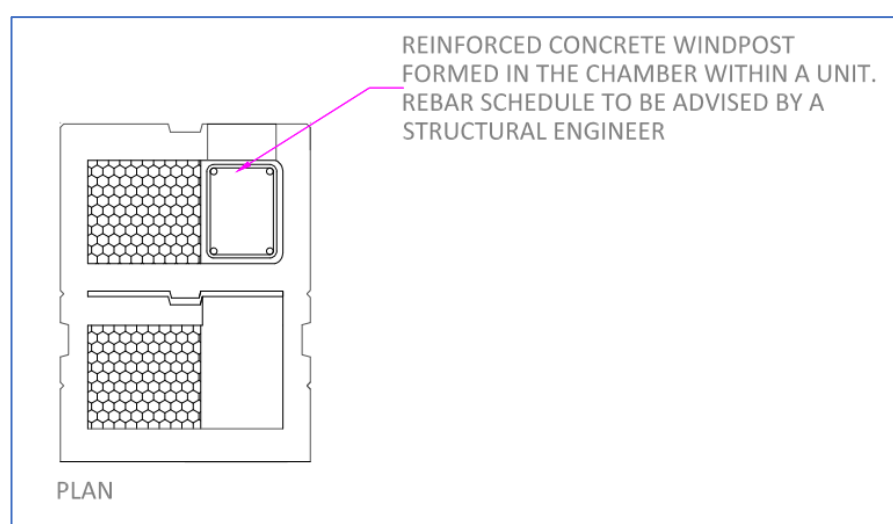 REINFORCED CONCRETE WINDPOST
FORMED IN THE CHAMBER WITHIN A UNIT.
REBAR SCHEDULE TO BE ADVISED BY A
STRUCTURAL ENGINEER
PLAN